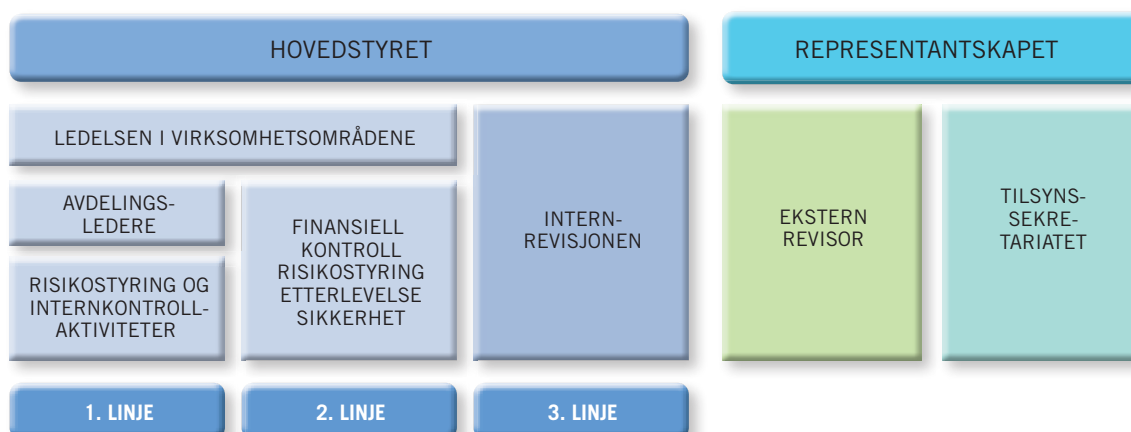 HOVEDSTYRET
REPRESENTANTSKAPET
LEDELSEN I VIRKSOMHETSOMRÅDENE
AVDELINGS-
LEDERE
RISIKOSTYRING OG
INTERNKONTROLL-
AKTIVITETER
FINANSIELL
KONTROLL
RISIKOSTYRING
ETTERLEVELSE
SIKKERHET
INTERN-
REVISJONEN
EKSTERN
REVISOR
TILSYNS-
SEKRE-
TARIATET
1. LINJE
2. LINJE
3. LINJE